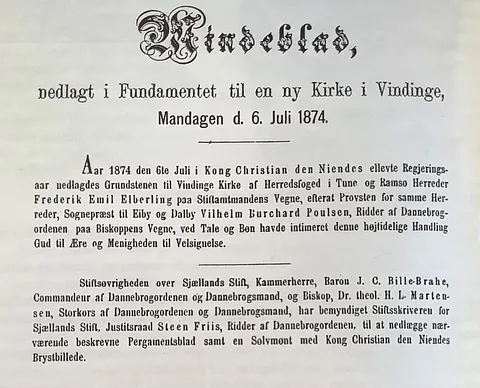 Mindeblad,
nedlagt i Fundamentet til en ny Kirke i Vindinge,
Mandagen d. 6. Juli 1874.
Aar 1874 den 6te Juli i Kong Christian den Niendes ellevte Regjerings-
aar nedlagdes Grundstenen til Vindinge Kirke af Herredsfoged i Tune og Ramsø Herreder
Frederik Emil Elberling paa Stiftamtmandens Vegne, efterat Provsten for samme Her-
reder, Sognepræst til Eiby og Dalby Vilhelm Burchard Poulsen, Ridder af Dannebrog-
ordenen paa Biskoppens Vegne, ved Tale og Bøn havde intimeret denne høitidelige Handling
Gud til Ære og Menigheden til Velsignelse.
Stiftsøvrigheden over Sjællands Stift, Kammerherre, Baron J. C. Bille-Brahe,
Commandeur af Dannebrogordenen og Dannebrogsmand, og Biskop, Dr. theol. H. L. Marten-
sen, Storkors af Dannebrogordenen og Dannebrogsmand, har bemyndiget Stiftsskriveren for
Sjællands Stift, Justitsraad Steen Friis, Ridder af Dannebrogordenen, til at nedlægge nær-
værende beskrevne Pergamentsblad samt en Solvmønt med Kong Christian den Niendes
Brystbillede.